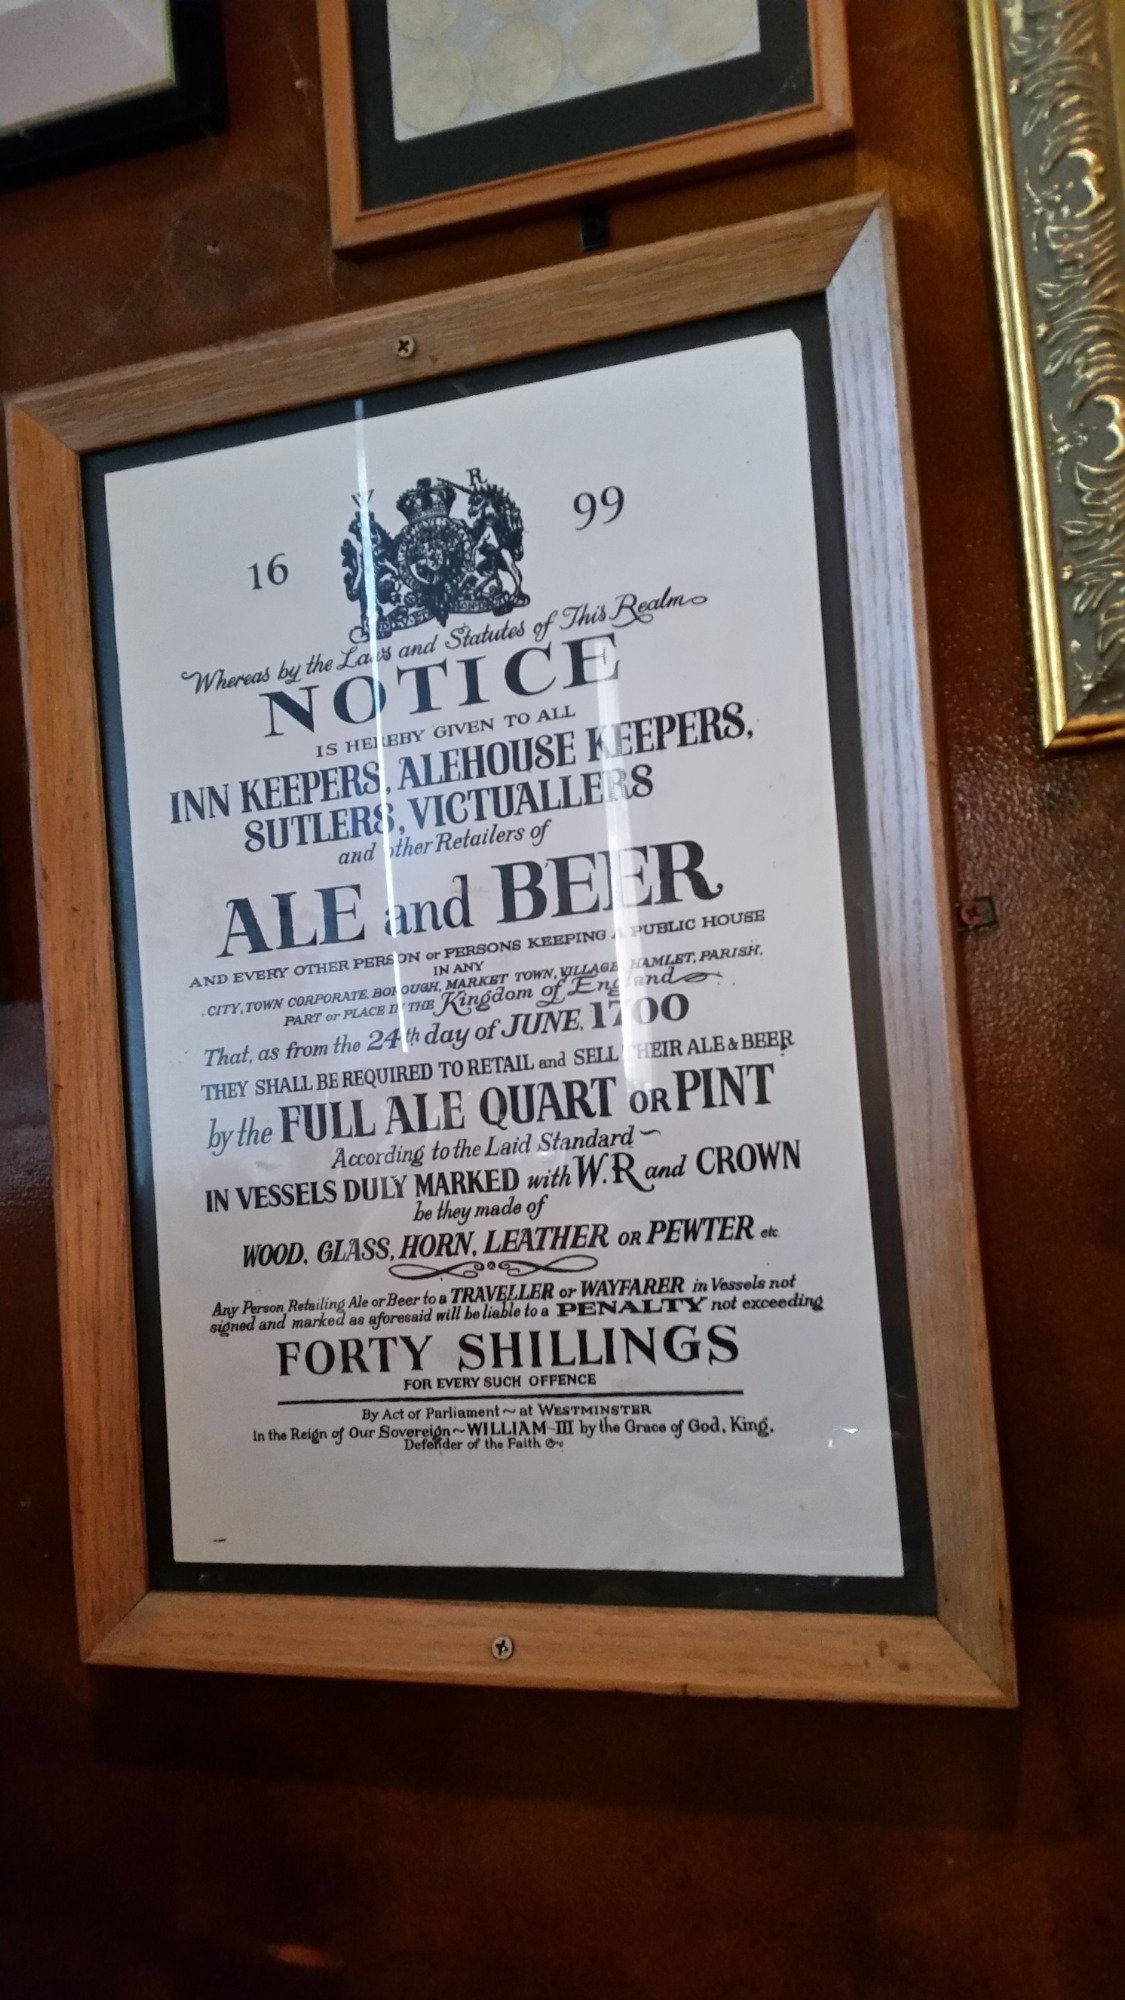 W R
16 99
Whereas by the Laws and Statutes of This Realm
NOTICE
IS HEREBY GIVEN TO ALL
INN KEEPERS, ALEHOUSE KEEPERS,
SUTLERS, VICTUALLERS
and other Retailers of
ALE and BEER
AND EVERY OTHER PERSON or PERSONS KEEPING A PUBLIC HOUSE
IN ANY
CITY, TOWN CORPORATE, BOROUGH, MARKET TOWN, VILLAGE, HAMLET, PARISH,
PART or PLACE IN THE Kingdom of England
That, as from the 24th day of JUNE, 1700
THEY SHALL BE REQUIRED TO RETAIL and SELL THEIR ALE & BEER
by the FULL ALE QUART OR PINT
According to the Laid Standard
IN VESSELS DULY MARKED with W.R and CROWN
be they made of
WOOD, GLASS, HORN, LEATHER OR PEWTER etc.
Any Person Retailing Ale or Beer to a TRAVELLER or WAYFARER in Vessels not
signed and marked as aforesaid will be liable to a PENALTY not exceeding
FORTY SHILLINGS
FOR EVERY SUCH OFFENCE
By Act of Parliament ~ at WESTMINSTER
In the Reign of Our Sovereign ~ WILLIAM III by the Grace of God, King,
Defender of the Faith &c